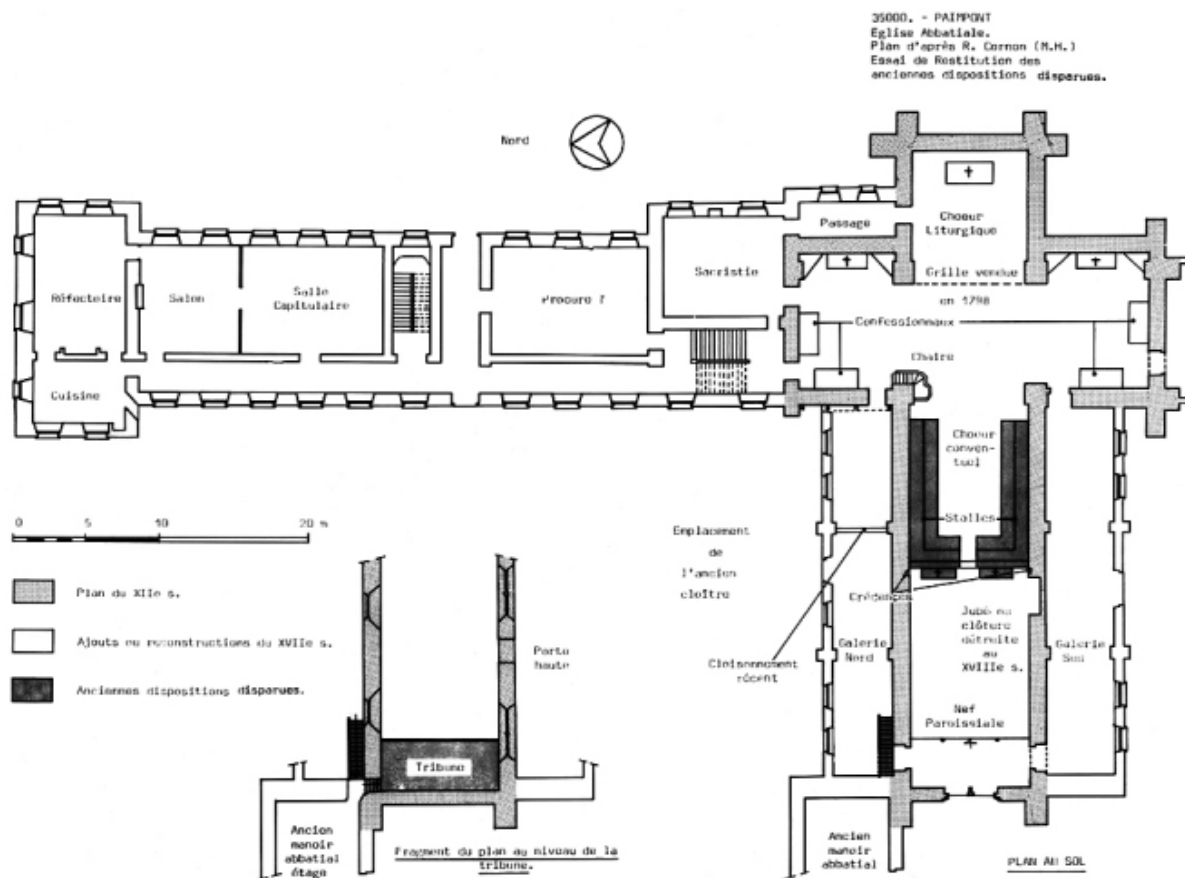 35000. - PAIMPONT
Eglise Abbatiale.
Plan d'après R. Cornon (M.H.)
Essai de Restitution des
anciennes dispositions disparues.
Nord
Passage
Choeur
Liturgique
Sacristie
Grille vendue
en 1798
Réfectoire
Salon
Salle
Capitulaire
Procure ?
Confessionnaux
Chaire
Cuisine
Choeur
conven-
tuel
Stalles
0 5 10 20 m
Emplacement
de
l'ancien
cloître
Plan du XIIe s.
Crédences
Jubé ou
clôture
détruite
au
XVIIIe s.
Ajouts ou reconstructions du XVIIe s.
Porte
haute
Galerie
Nord
Galerie
Sud
Cloisonnement
récent
Anciennes dispositions disparues.
Nef
Paroissiale
Tribune
Ancien
manoir
abbatial
étage
Fragment du plan au niveau de la
tribune.
Ancien
manoir
abbatial
PLAN AU SOL